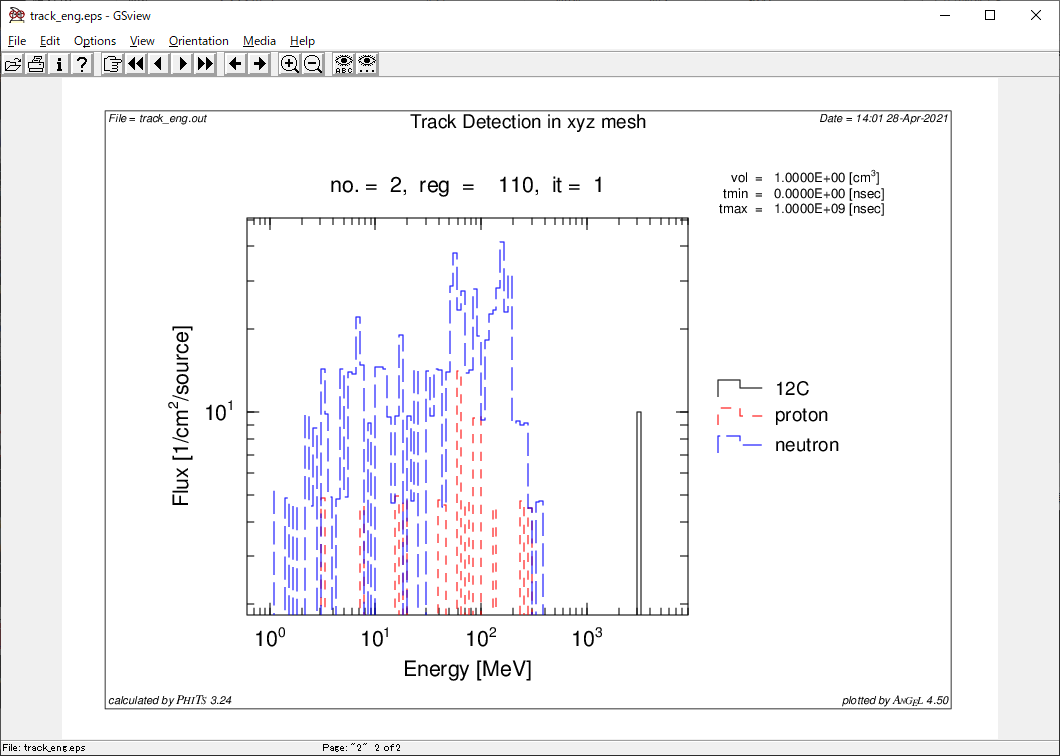 track_eng.eps - GSview
File Edit Options View Orientation Media Help
i ?
ABC
File = track_eng.out
Track Detection in xyz mesh
Date = 14:01 28-Apr-2021
no. = 2, reg = 110, it = 1
vol = 1.0000E+00 [cm³]
tmin = 0.0000E+00 [nsec]
tmax = 1.0000E+09 [nsec]
Flux [1/cm²/source]
10¹
12C
proton
neutron
10⁰ 10¹ 10² 10³
Energy [MeV]
calculated by PHITS 3.24
plotted by ANGEL 4.50
File: track_eng.eps
Page: "2" 2 of 2